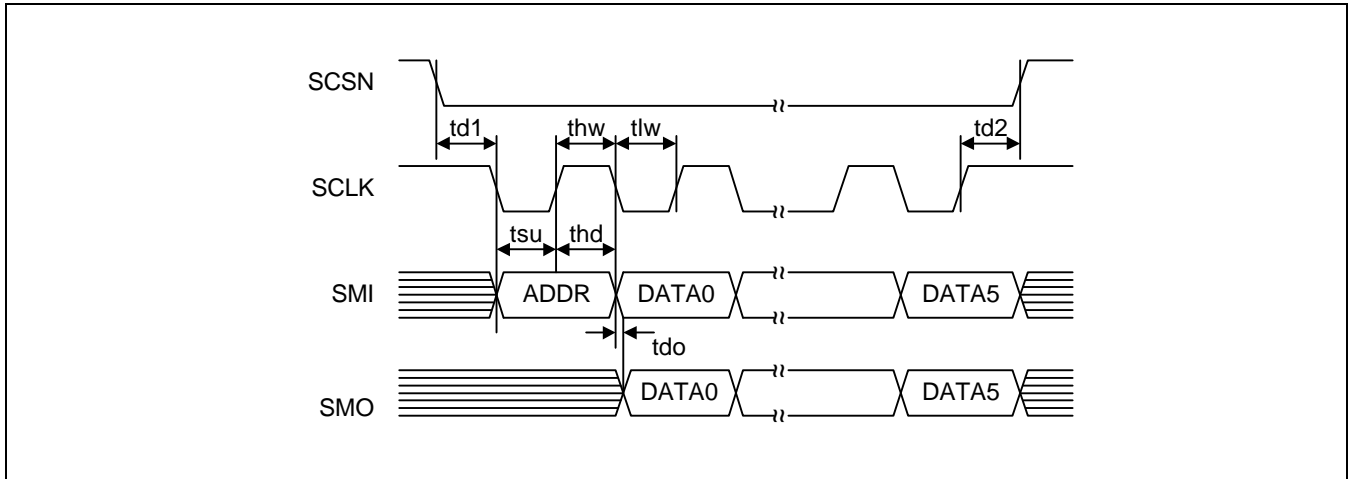 SCSN
td1 thw tlw td2
SCLK
tsu thd
SMI ADDR DATA0 DATA5
tdo
SMO DATA0 DATA5